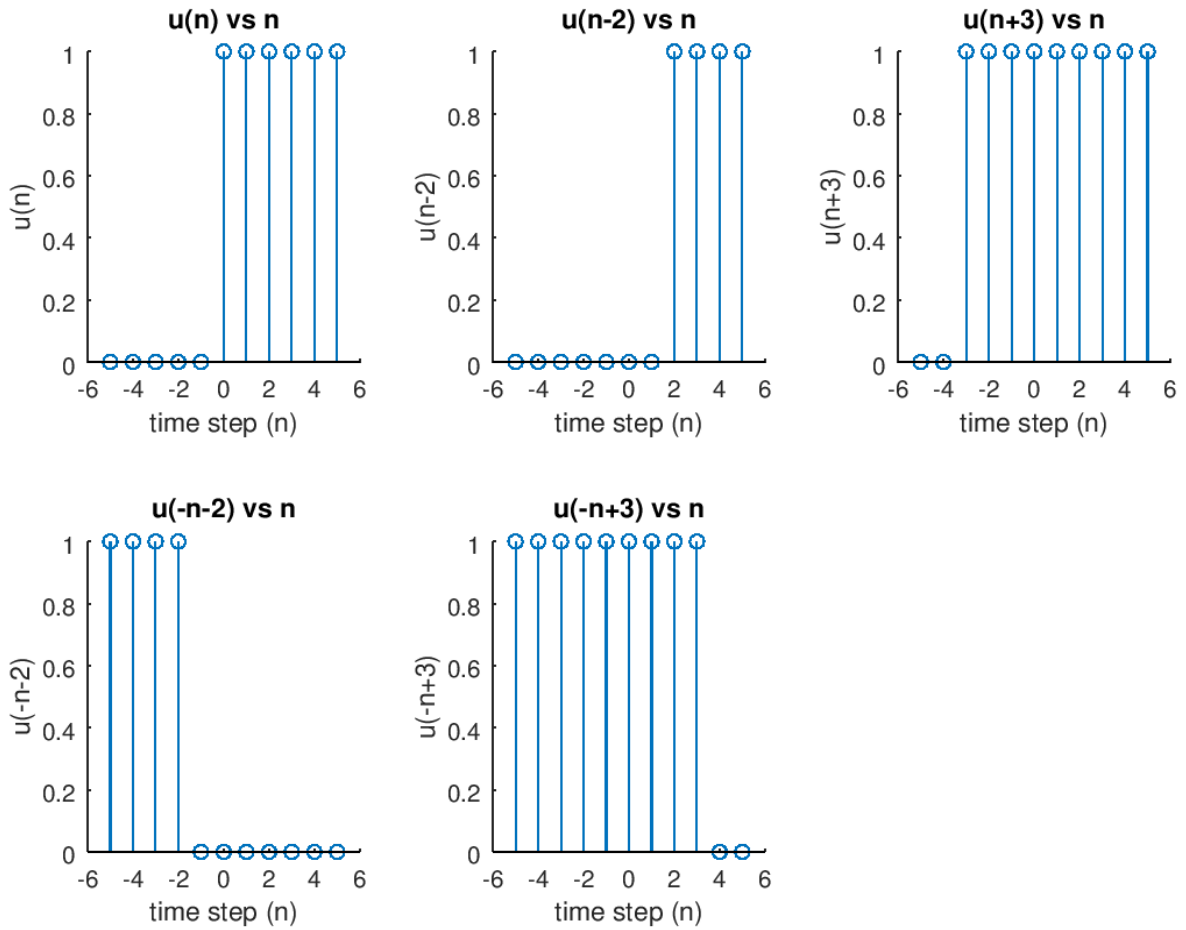 u(n) vs n
1
0.8
0.6
0.4
0.2
0
u(n)
-6 -4 -2 0 2 4 6
time step (n)
u(n-2) vs n
1
0.8
0.6
0.4
0.2
0
u(n-2)
-6 -4 -2 0 2 4 6
time step (n)
u(n+3) vs n
1
0.8
0.6
0.4
0.2
0
u(n+3)
-6 -4 -2 0 2 4 6
time step (n)
u(-n-2) vs n
1
0.8
0.6
0.4
0.2
0
u(-n-2)
-6 -4 -2 0 2 4 6
time step (n)
u(-n+3) vs n
1
0.8
0.6
0.4
0.2
0
u(-n+3)
-6 -4 -2 0 2 4 6
time step (n)